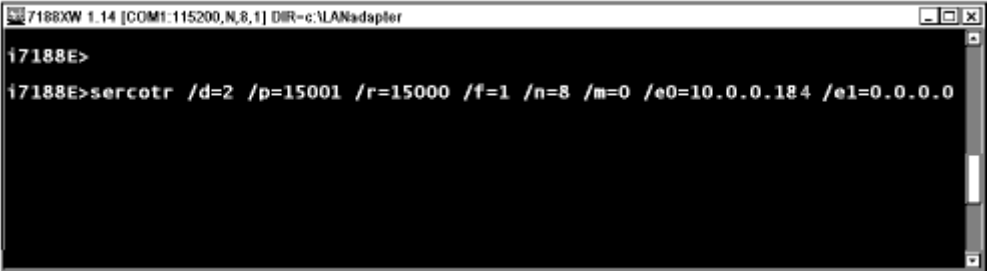 7188XW 1.14 [COM1:115200,N,8,1] DIR=c:\LANadapter
i7188E>
i7188E>sercotr /d=2 /p=15001 /r=15000 /f=1 /n=8 /m=0 /e0=10.0.0.184 /e1=0.0.0.0